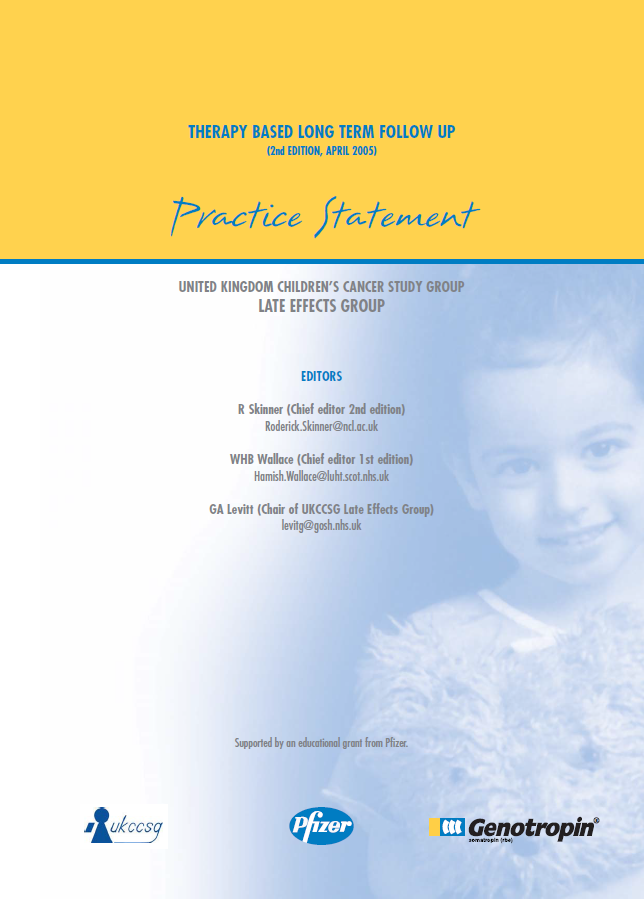 THERAPY BASED LONG TERM FOLLOW UP
(2nd EDITION, APRIL 2005)
Practice Statement
UNITED KINGDOM CHILDREN'S CANCER STUDY GROUP
LATE EFFECTS GROUP
EDITORS
R Skinner (Chief editor 2nd edition)
Roderick.Skinner@ncl.ac.uk
WHB Wallace (Chief editor 1st edition)
Hamish.Wallace@luht.scot.nhs.uk
GA Levitt (Chair of UKCCSG Late Effects Group)
levitg@gosh.nhs.uk
Supported by an educational grant from Pfizer.
ukccsg
Pfizer
Genotropin®
somatropin (rbe)